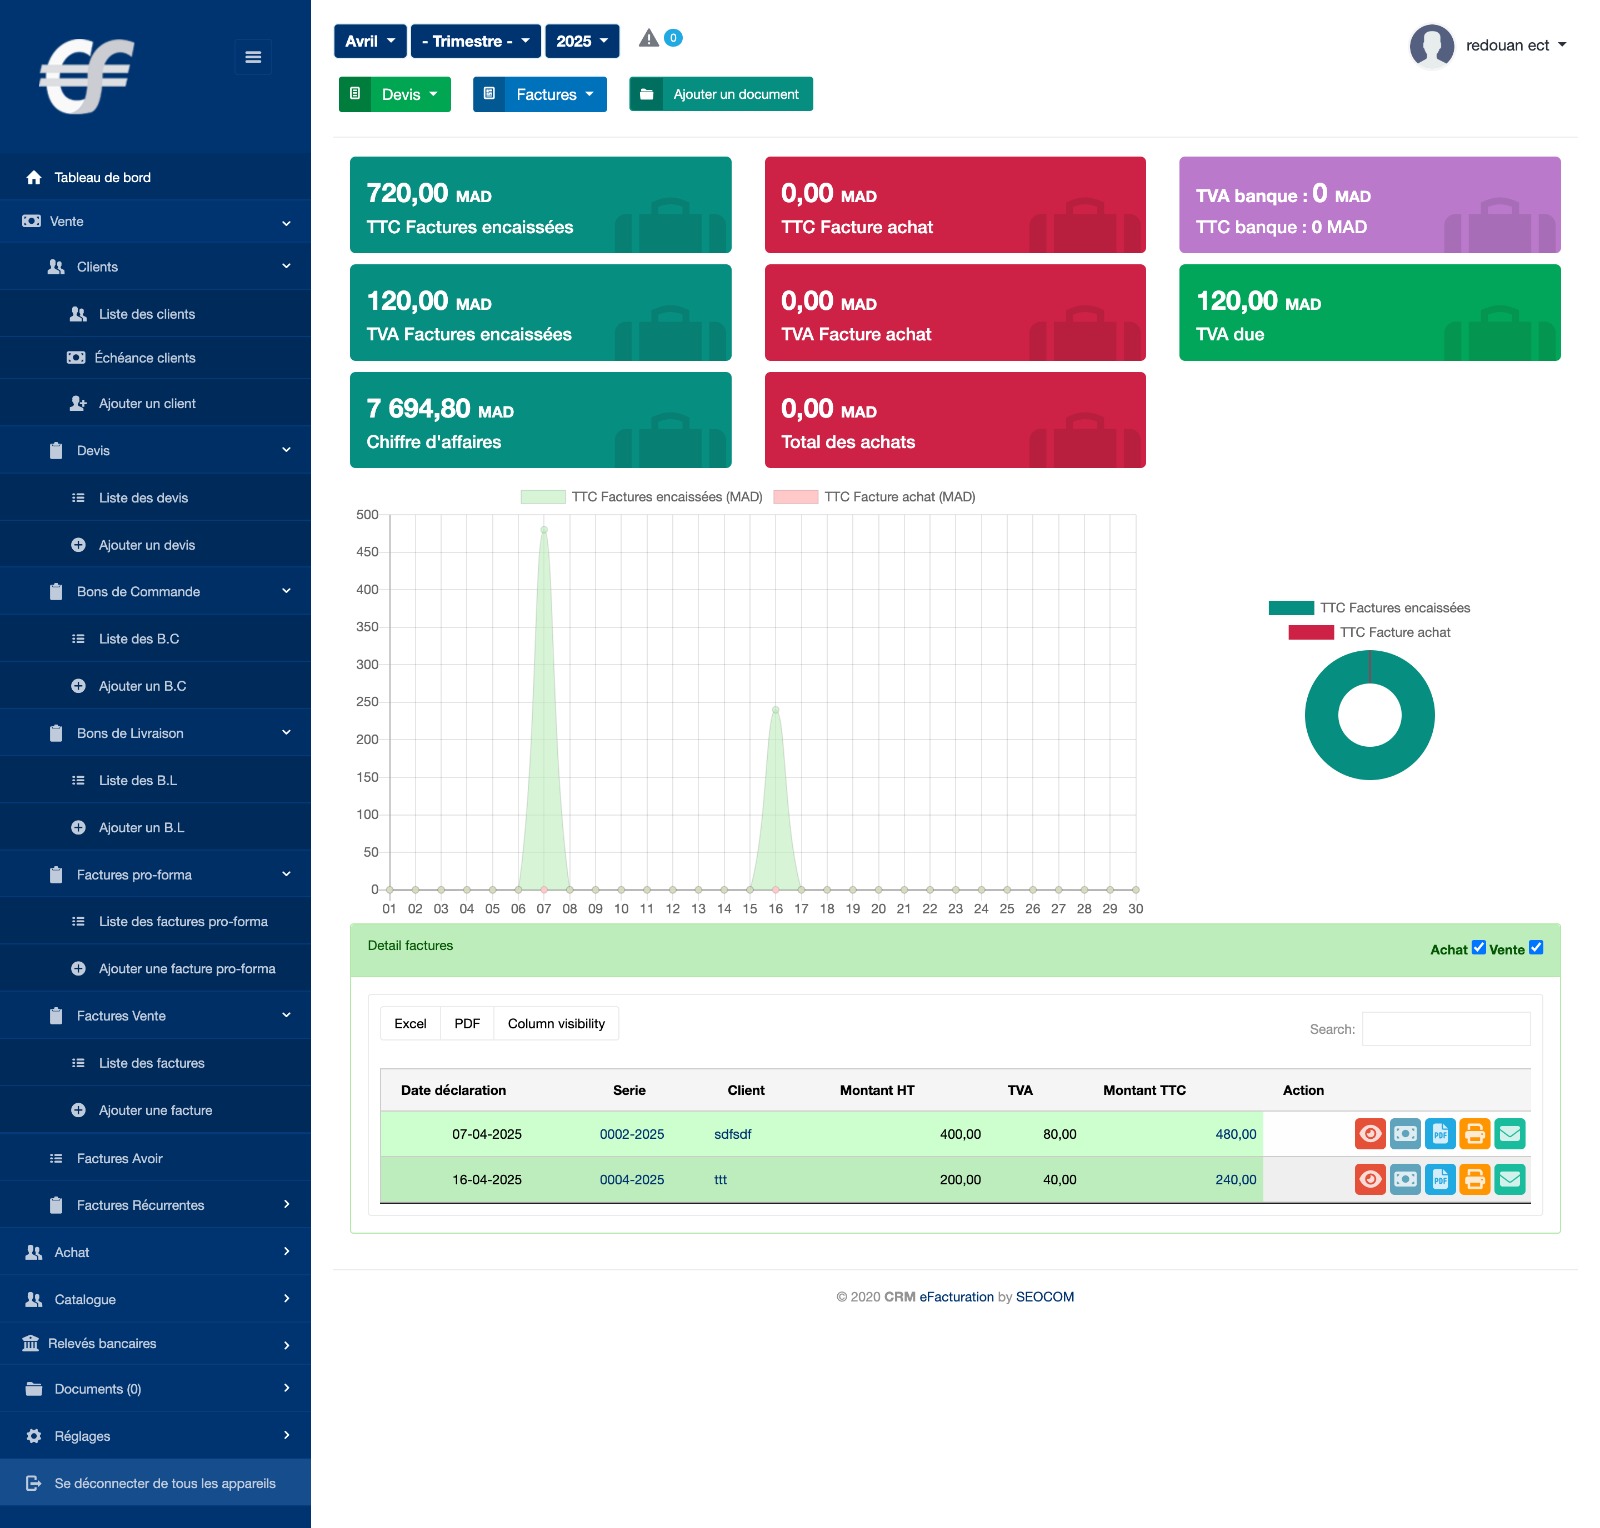 Avril
- Trimestre -
2025
0
redouan ect
Devis
Factures
Ajouter un document
Tableau de bord
Vente
Clients
Liste des clients
Échéance clients
Ajouter un client
Devis
Liste des devis
Ajouter un devis
Bons de Commande
Liste des B.C
Ajouter un B.C
Bons de Livraison
Liste des B.L
Ajouter un B.L
Factures pro-forma
Liste des factures pro-forma
Ajouter une facture pro-forma
Factures Vente
Liste des factures
Ajouter une facture
Factures Avoir
Factures Récurrentes
Achat
Catalogue
Relevés bancaires
Documents (0)
Réglages
Se déconnecter de tous les appareils
720,00 MAD
TTC Factures encaissées
0,00 MAD
TTC Facture achat
TVA banque : 0 MAD
TTC banque : 0 MAD
120,00 MAD
TVA Factures encaissées
0,00 MAD
TVA Facture achat
120,00 MAD
TVA due
7 694,80 MAD
Chiffre d'affaires
0,00 MAD
Total des achats
TTC Factures encaissées (MAD) TTC Facture achat (MAD)
500
450
400
350
300
250
200
150
100
50
0
01 02 03 04 05 06 07 08 09 10 11 12 13 14 15 16 17 18 19 20 21 22 23 24 25 26 27 28 29 30
TTC Factures encaissées
TTC Facture achat
Detail factures
Achat Vente
Excel PDF Column visibility
Search:
Date déclaration Serie Client Montant HT TVA Montant TTC Action
07-04-2025 0002-2025 sdfsdf 400,00 80,00 480,00 PDF
16-04-2025 0004-2025 ttt 200,00 40,00 240,00 PDF
© 2020 CRM eFacturation by SEOCOM